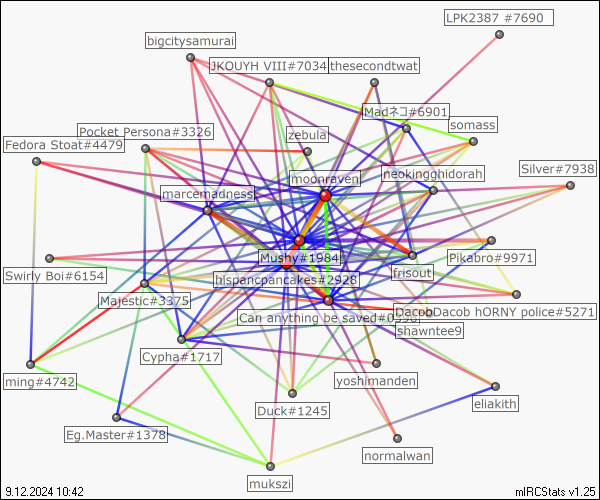 LPK2387 #7690
bigcitysamurai
JKOUYH VIII#7034
thesecondtwat
Madネコ#6901
somass
Pocket Persona#3326
zebula
Fedora Stoat#4479
moonraven
neokingghidorah
Silver#7938
marcemadness
Mushy#1984
Pikabro#9971
Swirly Boi#6154
hispancpancakes#2928
frisout
Majestic#3375
DacobDacob hORNY police#5271
Can anything be saved
shawntee9
Cypha#1717
ming#4742
yoshimanden
Duck#1245
eliakith
Eg.Master#1378
normalwan
mukszi
9.12.2024 10:42
mIRCStats v1.25